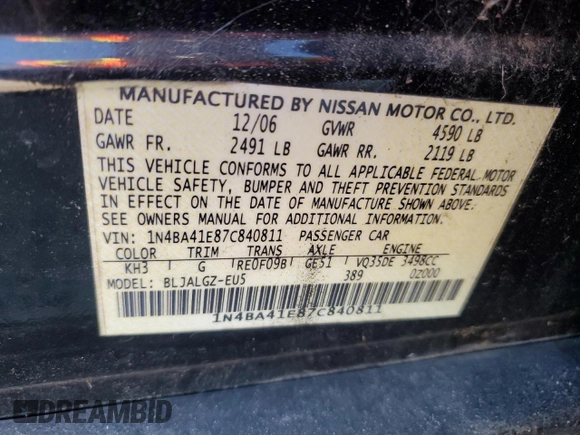 MANUFACTURED BY NISSAN MOTOR CO., LTD.
DATE 12/06 GVWR 4590 LB
GAWR FR. 2491 LB GAWR RR. 2119 LB
THIS VEHICLE CONFORMS TO ALL APPLICABLE FEDERAL MOTOR
VEHICLE SAFETY, BUMPER AND THEFT PREVENTION STANDARDS
IN EFFECT ON THE DATE OF MANUFACTURE SHOWN ABOVE.
SEE OWNERS MANUAL FOR ADDITIONAL INFORMATION.
VIN: 1N4BA41E87C840811 PASSENGER CAR
COLOR TRIM TRANS AXLE ENGINE
KH3 G RE0F09B GE51 VQ35DE 3498CC
MODEL: BLJALGZ-EU5 389 0Z000
1N4BA41E87C840811
DREAMBID